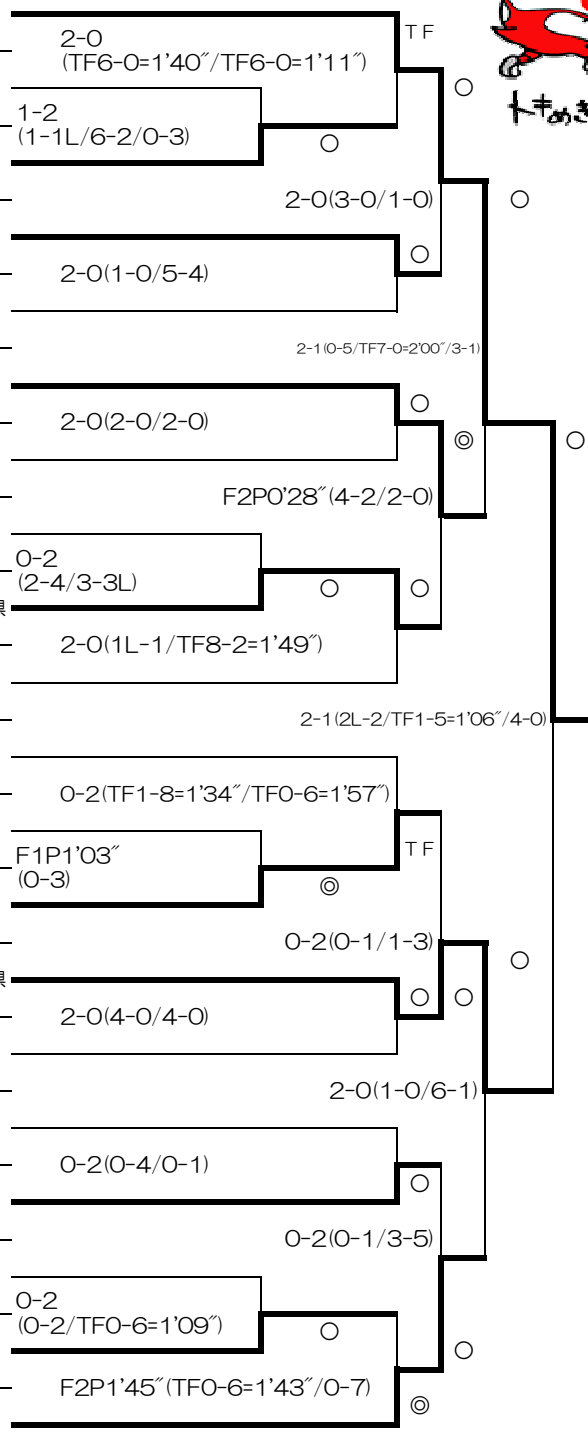 2-0
TF
(TF6-0=1'40″/TF6-0=1'11″)
○
トキめき
1-2
(1-1L/6-2/0-3)
○
2-0(3-0/1-0)
○
○
2-0(1-0/5-4)
2-1(0-5/TF7-0=2'00″/3-1)
○
2-0(2-0/2-0)
◎
○
F2P0'28″(4-2/2-0)
0-2
(2-4/3-3L)
○
○
県
2-0(1L-1/TF8-2=1'49″)
2-1(2L-2/TF1-5=1'06″/4-0)
0-2(TF1-8=1'34″/TF0-6=1'57″)
TF
F1P1'03″
(0-3)
◎
0-2(0-1/1-3)
○
県
○
○
2-0(4-0/4-0)
2-0(1-0/6-1)
0-2(0-4/0-1)
○
0-2(0-1/3-5)
0-2
(0-2/TF0-6=1'09″)
○
○
F2P1'45″(TF0-6=1'43″/0-7)
◎